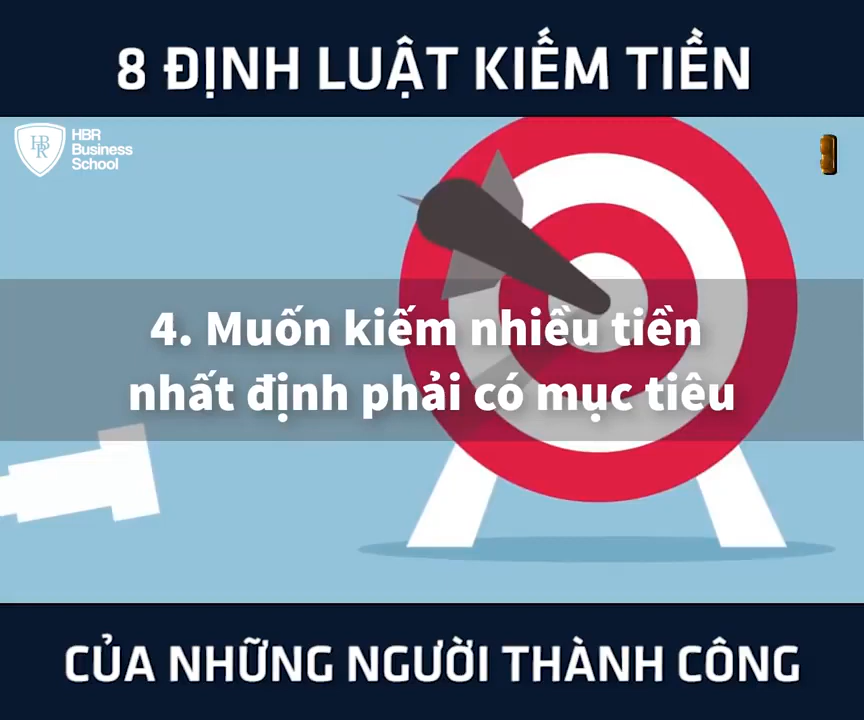 8 ĐỊNH LUẬT KIẾM TIỀN
HBR
Business
School
HBR
4. Muốn kiếm nhiều tiền
nhất định phải có mục tiêu
CỦA NHỮNG NGƯỜI THÀNH CÔNG